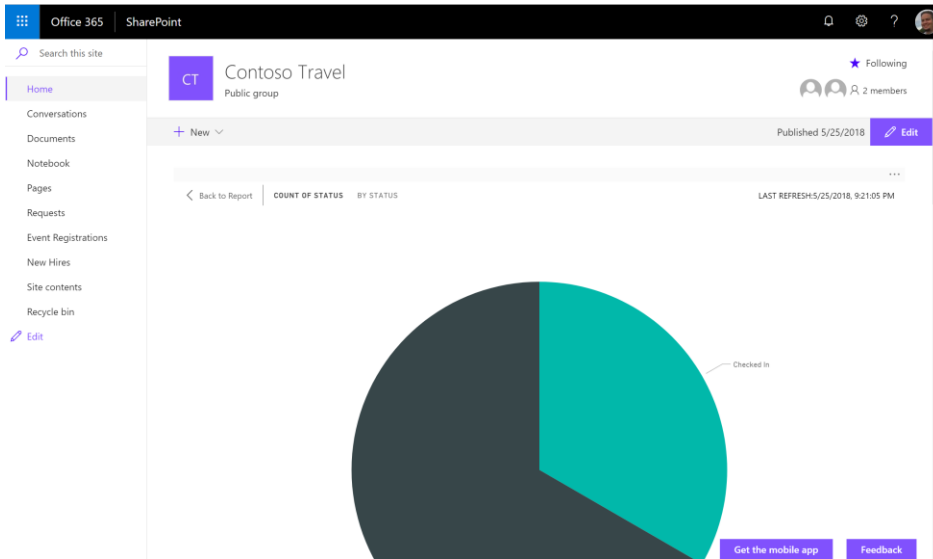 Office 365 SharePoint ?
Search this site
Home
Conversations
Documents
Notebook
Pages
Requests
Event Registrations
New Hires
Site contents
Recycle bin
Edit
CT
Contoso Travel
Public group
Following
2 members
+ New
Published 5/25/2018 Edit
...
Back to Report COUNT OF STATUS BY STATUS
LAST REFRESH:5/25/2018, 9:21:05 PM
Checked In
Get the mobile app Feedback